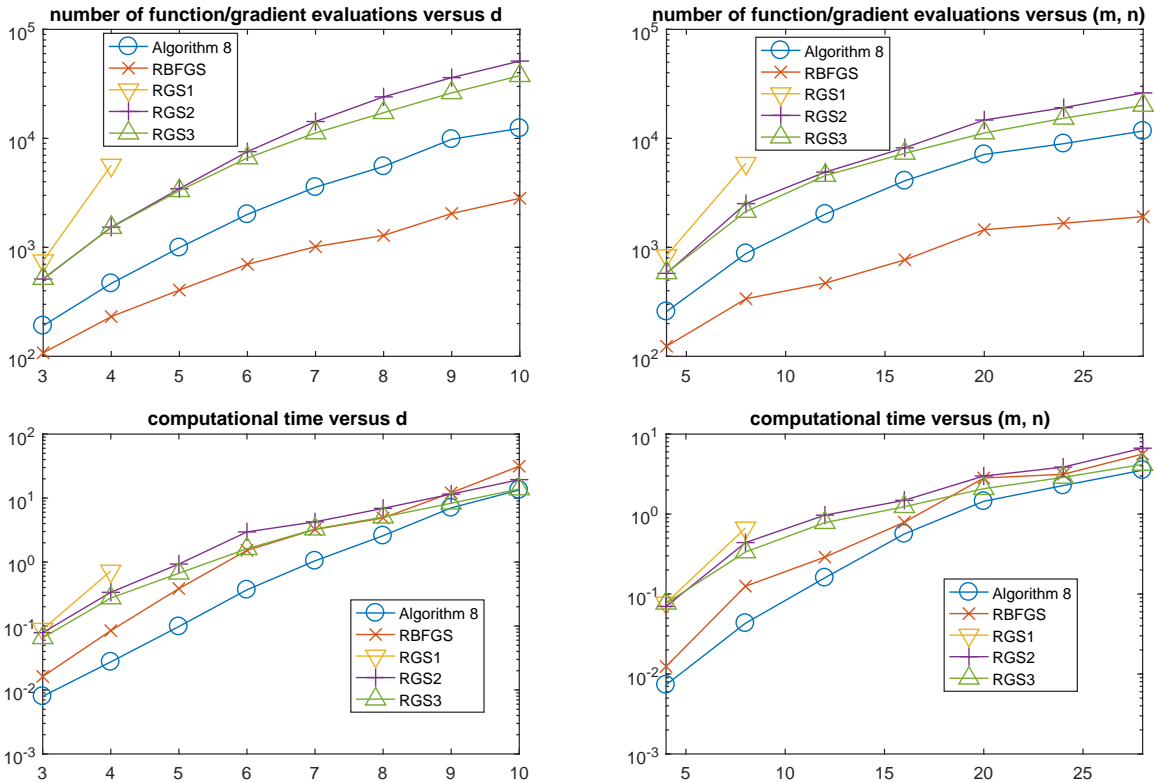 number of function/gradient evaluations versus d
10^5
10^4
10^3
10^2
3 4 5 6 7 8 9 10
Algorithm 8
RBFGS
RGS1
RGS2
RGS3
number of function/gradient evaluations versus (m, n)
10^5
10^4
10^3
10^2
5 10 15 20 25
Algorithm 8
RBFGS
RGS1
RGS2
RGS3
computational time versus d
10^2
10^1
10^0
10^-1
10^-2
10^-3
3 4 5 6 7 8 9 10
Algorithm 8
RBFGS
RGS1
RGS2
RGS3
computational time versus (m, n)
10^1
10^0
10^-1
10^-2
10^-3
5 10 15 20 25
Algorithm 8
RBFGS
RGS1
RGS2
RGS3